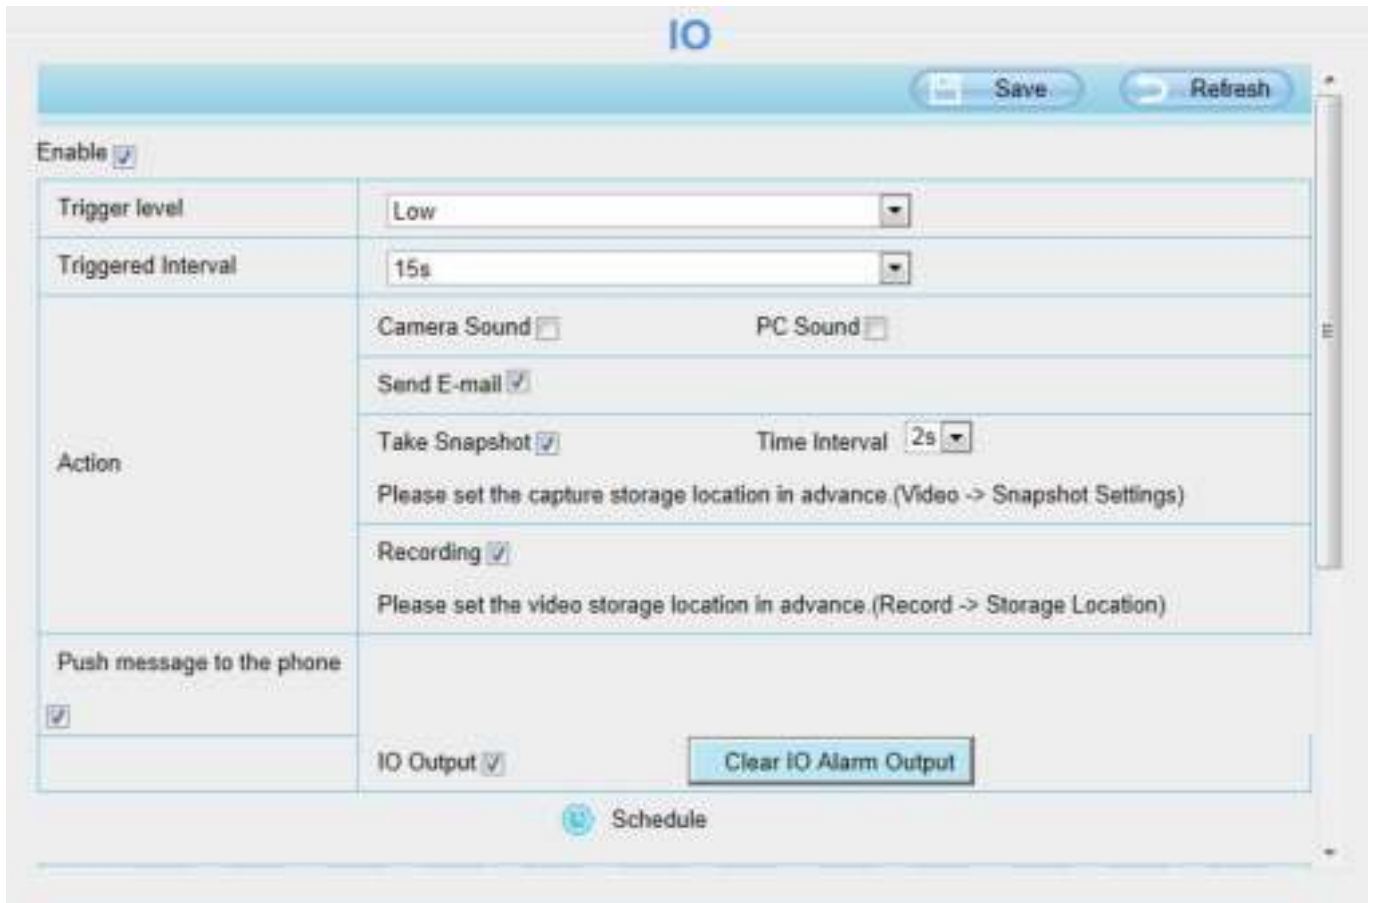 IO
Save Refresh
Enable
Trigger level Low
Triggered Interval 15s
Camera Sound PC Sound
Send E-mail
Take Snapshot Time Interval 2s
Action
Please set the capture storage location in advance.(Video -> Snapshot Settings)
Recording
Please set the video storage location in advance.(Record -> Storage Location)
Push message to the phone
IO Output Clear IO Alarm Output
Schedule